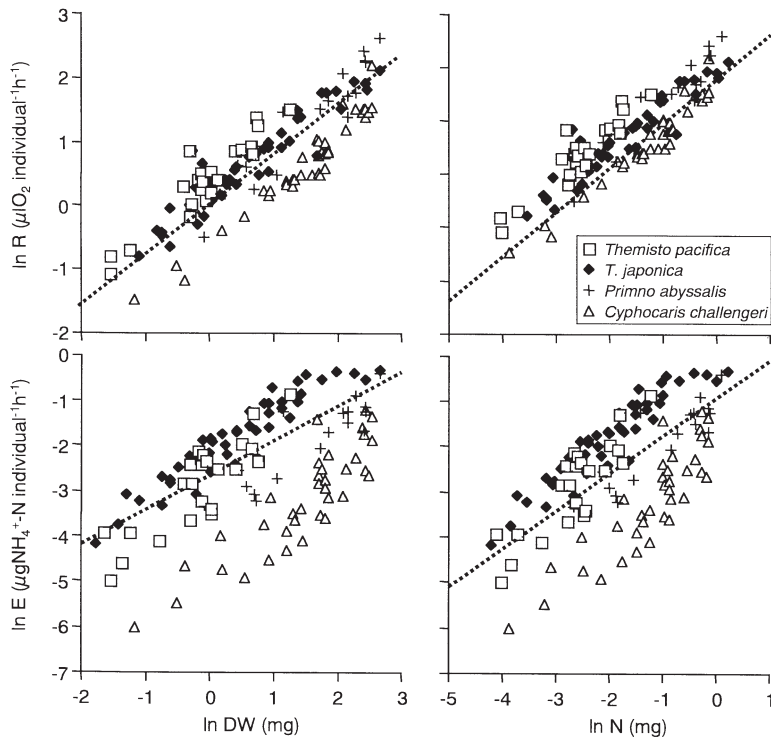 3
2
1
0
-1
-2
ln R (µlO₂ individual⁻¹h⁻¹)
Themisto pacifica
T. japonica
Primno abyssalis
Cyphocaris challengeri
0
-1
-2
-3
-4
-5
-6
-7
ln E (µgNH₄⁺-N individual⁻¹h⁻¹)
-2 -1 0 1 2 3
-5 -4 -3 -2 -1 0 1
ln DW (mg)
ln N (mg)